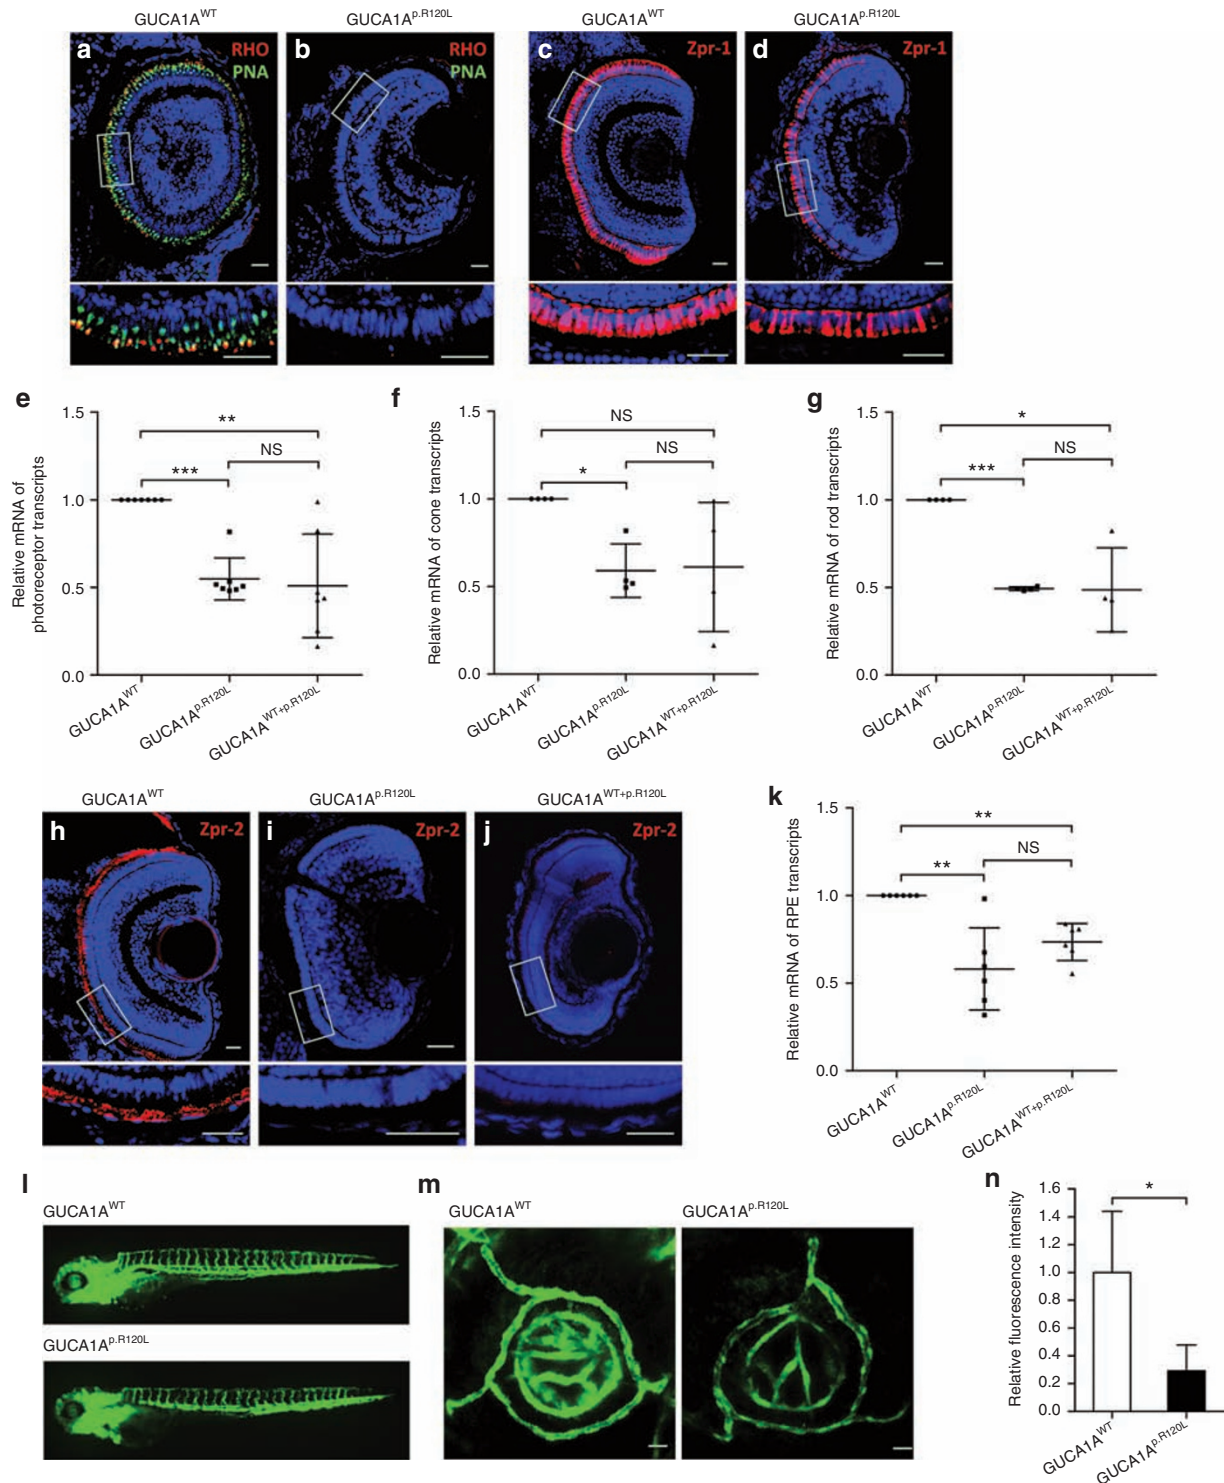 GUCA1A^WT
GUCA1A^p.R120L
GUCA1A^WT
GUCA1A^p.R120L
a
RHO
PNA
b
RHO
PNA
c
Zpr-1
d
Zpr-1
e
Relative mRNA of
photoreceptor transcripts
1.5
1.0
0.5
0.0
**
***
NS
GUCA1A^WT
GUCA1A^p.R120L
GUCA1A^WT+p.R120L
f
Relative mRNA of cone transcripts
1.5
1.0
0.5
0.0
NS
*
NS
GUCA1A^WT
GUCA1A^p.R120L
GUCA1A^WT+p.R120L
g
Relative mRNA of rod transcripts
1.5
1.0
0.5
0.0
*
***
NS
GUCA1A^WT
GUCA1A^p.R120L
GUCA1A^WT+p.R120L
GUCA1A^WT
GUCA1A^p.R120L
GUCA1A^WT+p.R120L
h
Zpr-2
i
Zpr-2
j
Zpr-2
k
Relative mRNA of RPE transcripts
1.5
1.0
0.5
0.0
**
**
NS
GUCA1A^WT
GUCA1A^p.R120L
GUCA1A^WT+p.R120L
l
GUCA1A^WT
GUCA1A^p.R120L
m
GUCA1A^WT
GUCA1A^p.R120L
n
Relative fluorescence intensity
1.6
1.4
1.2
1.0
0.8
0.6
0.4
0.2
0.0
*
GUCA1A^WT
GUCA1A^p.R120L